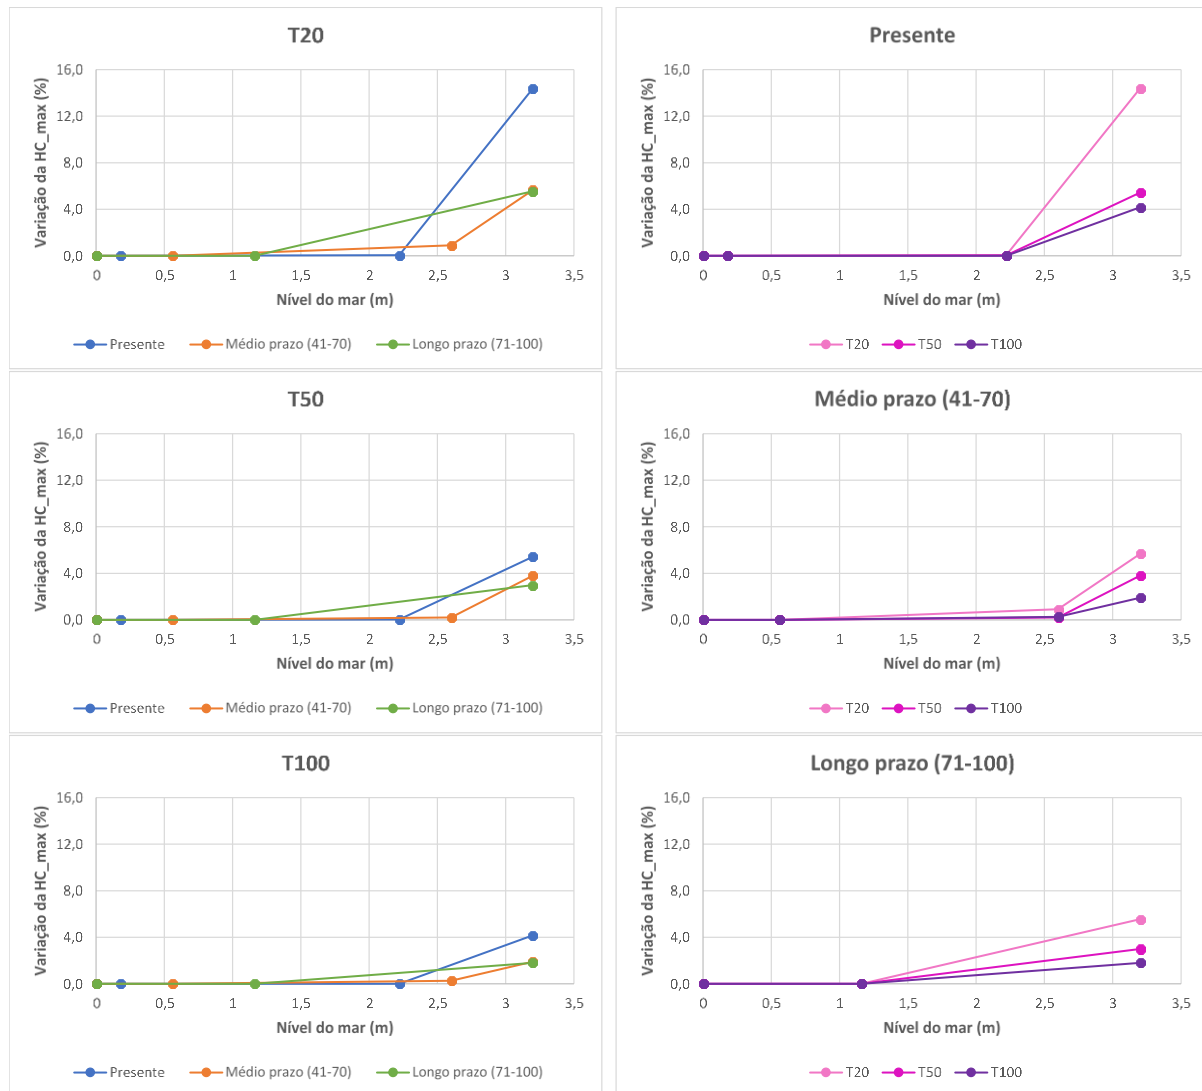 T20
Variação da HC_max (%)
16,0
12,0
8,0
4,0
0,0
0 0,5 1 1,5 2 2,5 3 3,5
Nível do mar (m)
Presente Médio prazo (41-70) Longo prazo (71-100)
Presente
Variação da HC_max (%)
16,0
12,0
8,0
4,0
0,0
0 0,5 1 1,5 2 2,5 3 3,5
Nível do mar (m)
T20 T50 T100
T50
Variação da HC_max (%)
16,0
12,0
8,0
4,0
0,0
0 0,5 1 1,5 2 2,5 3 3,5
Nível do mar (m)
Presente Médio prazo (41-70) Longo prazo (71-100)
Médio prazo (41-70)
Variação da HC_max (%)
16,0
12,0
8,0
4,0
0,0
0 0,5 1 1,5 2 2,5 3 3,5
Nível do mar (m)
T20 T50 T100
T100
Variação da HC_max (%)
16,0
12,0
8,0
4,0
0,0
0 0,5 1 1,5 2 2,5 3 3,5
Nível do mar (m)
Presente Médio prazo (41-70) Longo prazo (71-100)
Longo prazo (71-100)
Variação da HC_max (%)
16,0
12,0
8,0
4,0
0,0
0 0,5 1 1,5 2 2,5 3 3,5
Nível do mar (m)
T20 T50 T100